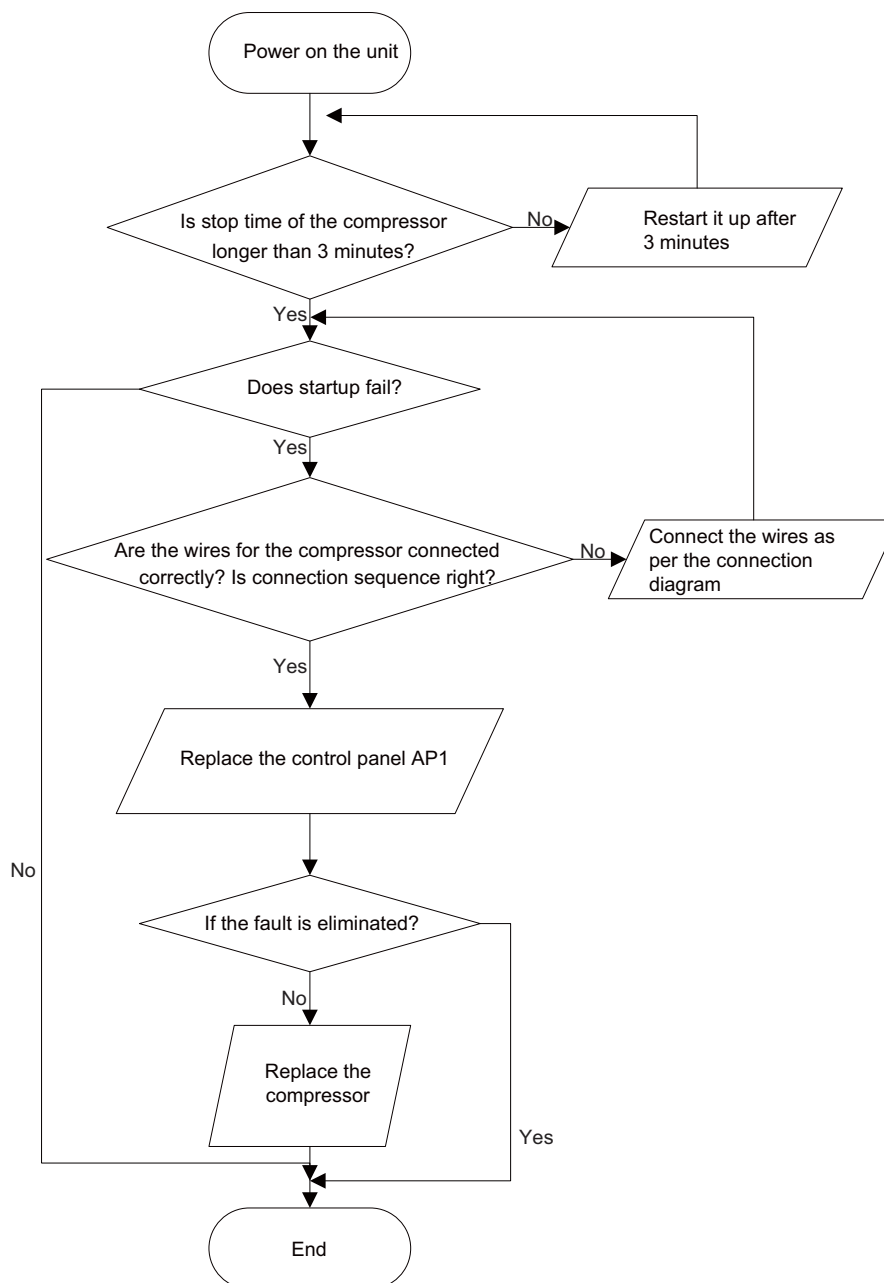 Power on the unit
Is stop time of the compressor
longer than 3 minutes?
No
Restart it up after
3 minutes
Yes
Does startup fail?
Yes
Are the wires for the compressor connected
correctly? Is connection sequence right?
No
Connect the wires as
per the connection
diagram
Yes
Replace the control panel AP1
No
If the fault is eliminated?
No
Replace the
compressor
Yes
End